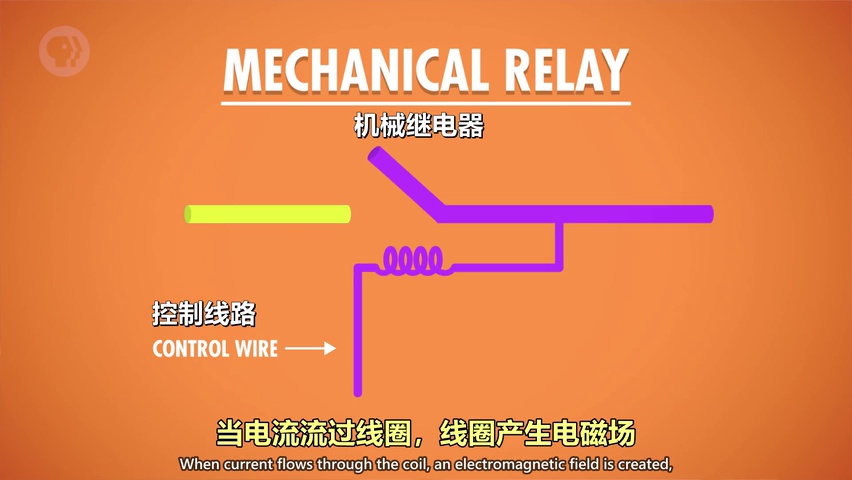 MECHANICAL RELAY
机械继电器
控制线路
CONTROL WIRE
当电流流过线圈，线圈产生电磁场
When current flows through the coil, an electromagnetic field is created,